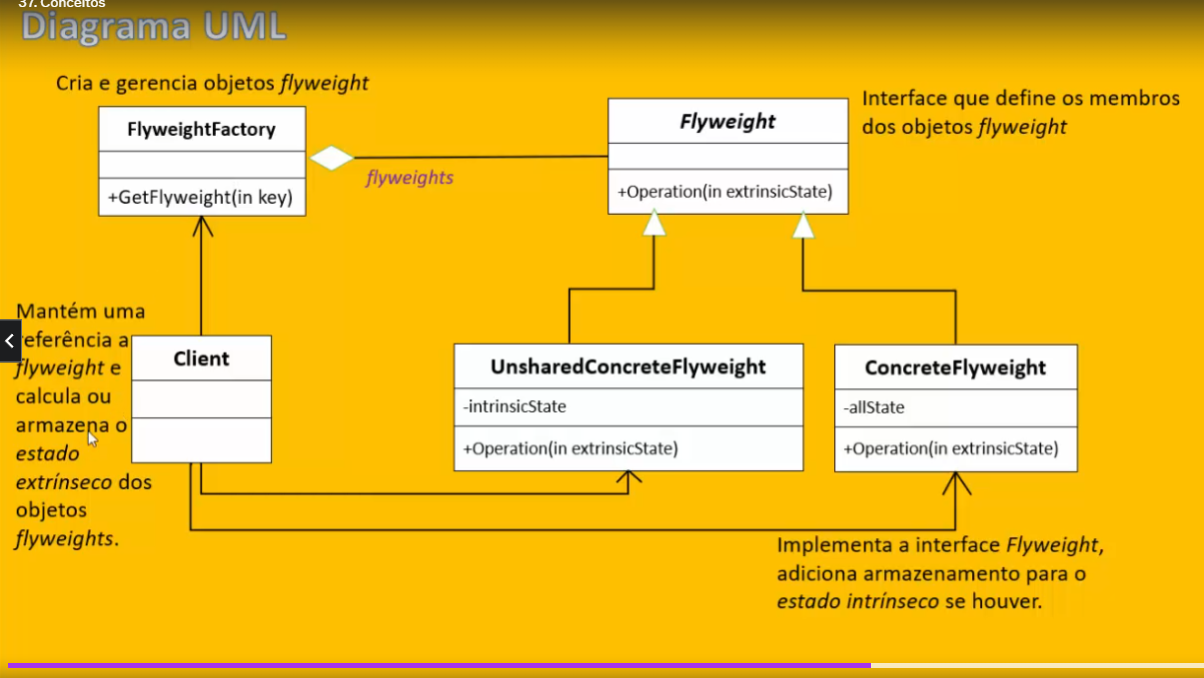 37. Conceitos
Diagrama UML
Cria e gerencia objetos flyweight
FlyweightFactory
+GetFlyweight(in key)
flyweights
Flyweight
+Operation(in extrinsicState)
Interface que define os membros
dos objetos flyweight
Mantém uma
referência a
flyweight e
calcula ou
armazena o
estado
extrínseco dos
objetos
flyweights.
Client
UnsharedConcreteFlyweight
-intrinsicState
+Operation(in extrinsicState)
ConcreteFlyweight
-allState
+Operation(in extrinsicState)
Implementa a interface Flyweight,
adiciona armazenamento para o
estado intrínseco se houver.